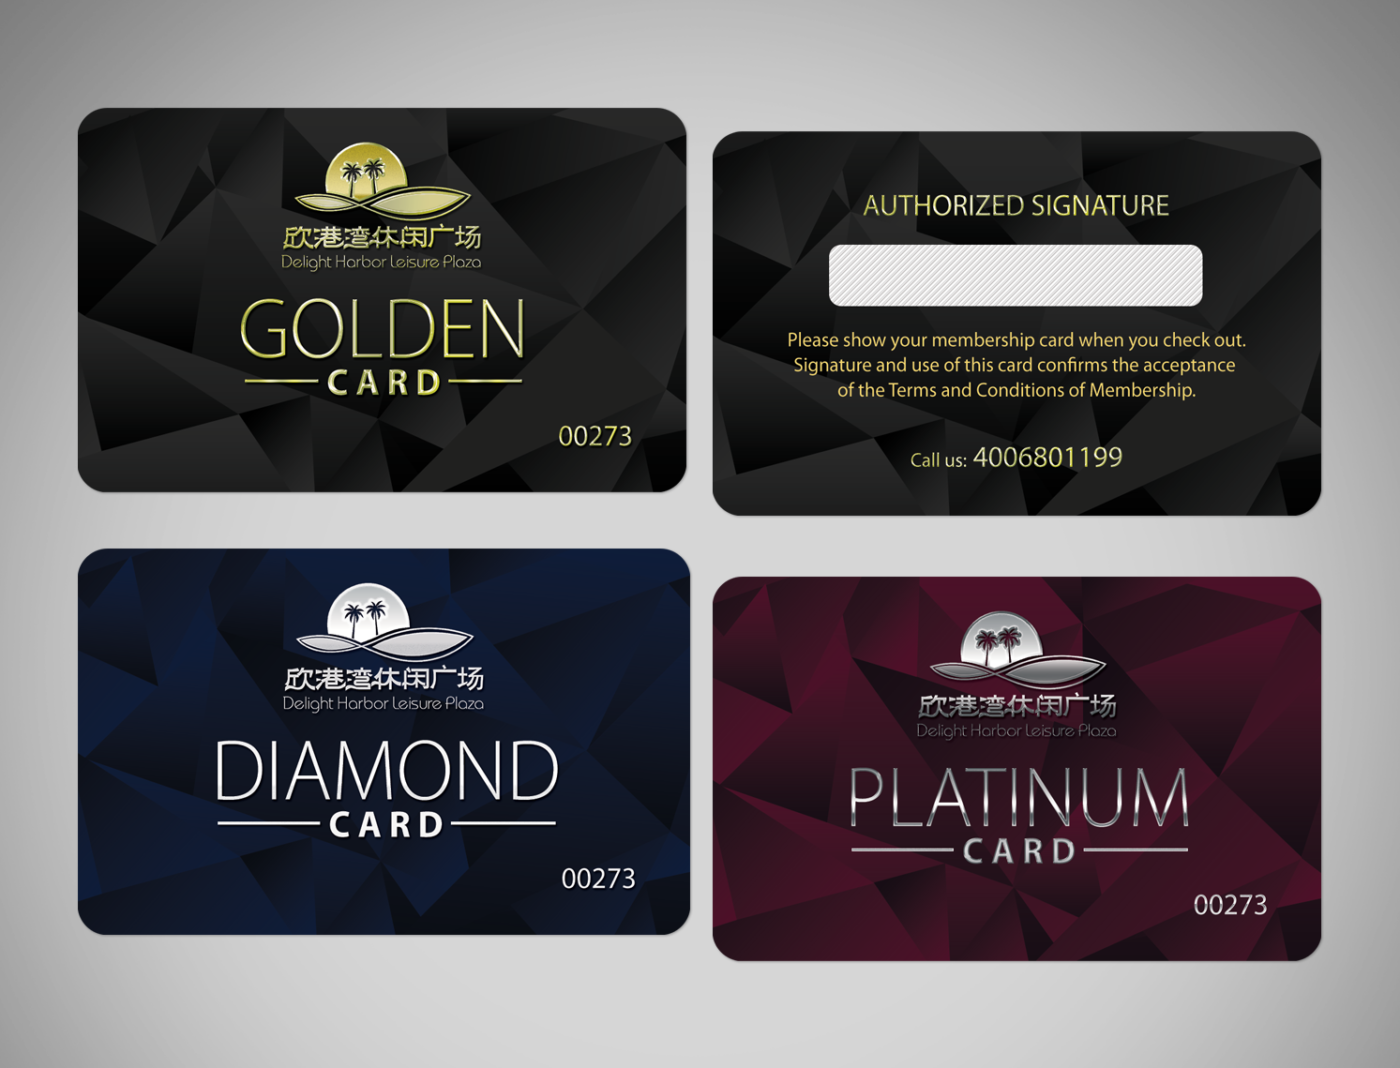 欣港湾休闲广场
Delight Harbor Leisure Plaza
GOLDEN
CARD
00273
AUTHORIZED SIGNATURE
Please show your membership card when you check out.
Signature and use of this card confirms the acceptance
of the Terms and Conditions of Membership.
Call us: 4006801199
欣港湾休闲广场
Delight Harbor Leisure Plaza
DIAMOND
CARD
00273
欣港湾休闲广场
Delight Harbor Leisure Plaza
PLATINUM
CARD
00273